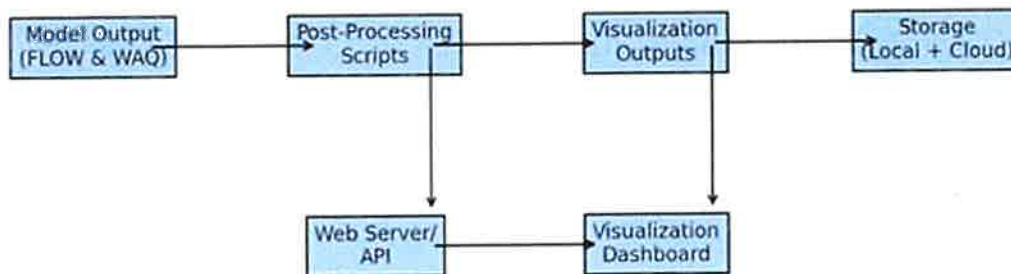 Model Output
(FLOW & WAQ)
Post-Processing
Scripts
Visualization
Outputs
Storage
(Local + Cloud)
Web Server/
API
Visualization
Dashboard